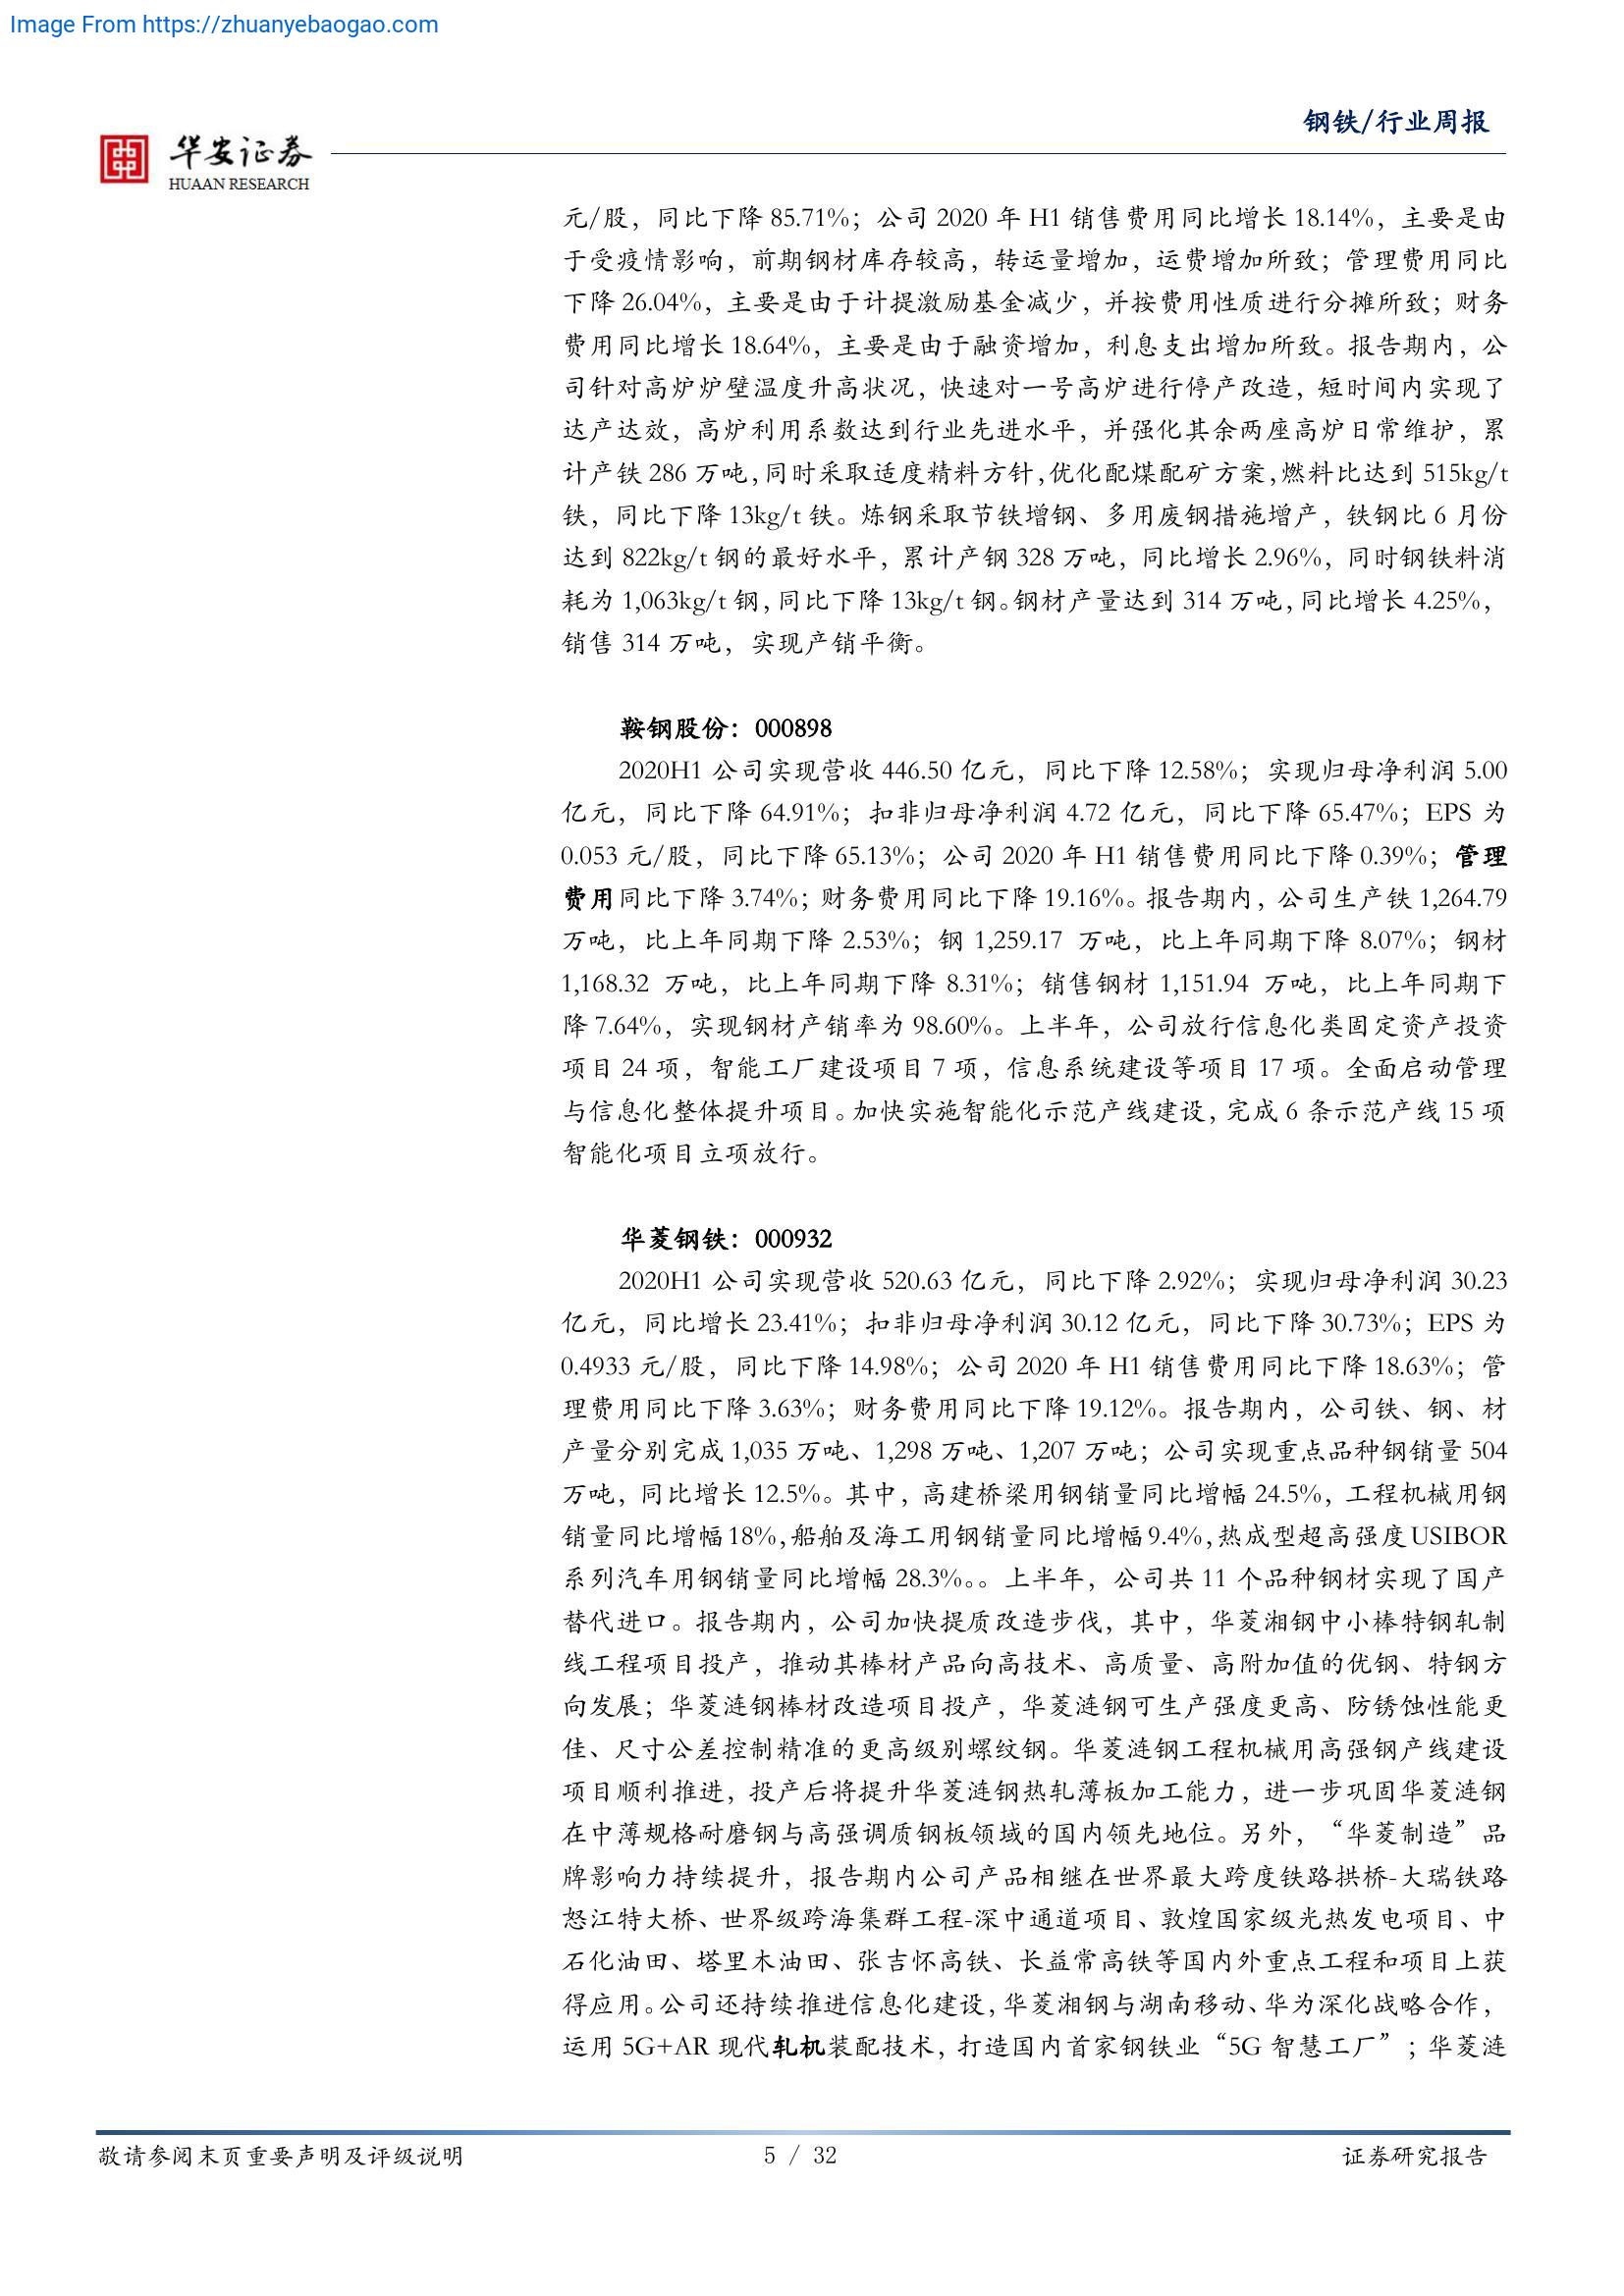 Image From https://zhuanyebaogao.com
钢铁/行业周报
华安证券
HUAAN RESEARCH
元/股，同比下降 85.71%；公司 2020 年 H1 销售费用同比增长 18.14%，主要是由
于受疫情影响，前期钢材库存较高，转运量增加，运费增加所致；管理费用同比
下降 26.04%，主要是由于计提激励基金减少，并按费用性质进行分摊所致；财务
费用同比增长 18.64%，主要是由于融资增加，利息支出增加所致。报告期内，公
司针对高炉炉壁温度升高状况，快速对一号高炉进行停产改造，短时间内实现了
达产达效，高炉利用系数达到行业先进水平，并强化其余两座高炉日常维护，累
计产铁 286 万吨，同时采取适度精料方针，优化配煤配矿方案，燃料比达到 515kg/t
铁，同比下降 13kg/t 铁。炼钢采取节铁增钢、多用废钢措施增产，铁钢比 6 月份
达到 822kg/t 钢的最好水平，累计产钢 328 万吨，同比增长 2.96%，同时钢铁料消
耗为 1,063kg/t 钢，同比下降 13kg/t 钢。钢材产量达到 314 万吨，同比增长 4.25%，
销售 314 万吨，实现产销平衡。
鞍钢股份：000898
2020H1 公司实现营收 446.50 亿元，同比下降 12.58%；实现归母净利润 5.00
亿元，同比下降 64.91%；扣非归母净利润 4.72 亿元，同比下降 65.47%；EPS 为
0.053 元/股，同比下降 65.13%；公司 2020 年 H1 销售费用同比下降 0.39%；管理
费用同比下降 3.74%；财务费用同比下降 19.16%。报告期内，公司生产铁 1,264.79
万吨，比上年同期下降 2.53%；钢 1,259.17 万吨，比上年同期下降 8.07%；钢材
1,168.32 万吨，比上年同期下降 8.31%；销售钢材 1,151.94 万吨，比上年同期下
降 7.64%，实现钢材产销率为 98.60%。上半年，公司放行信息化类固定资产投资
项目 24 项，智能工厂建设项目 7 项，信息系统建设等项目 17 项。全面启动管理
与信息化整体提升项目。加快实施智能化示范产线建设，完成 6 条示范产线 15 项
智能化项目立项放行。
华菱钢铁：000932
2020H1 公司实现营收 520.63 亿元，同比下降 2.92%；实现归母净利润 30.23
亿元，同比增长 23.41%；扣非归母净利润 30.12 亿元，同比下降 30.73%；EPS 为
0.4933 元/股，同比下降 14.98%；公司 2020 年 H1 销售费用同比下降 18.63%；管
理费用同比下降 3.63%；财务费用同比下降 19.12%。报告期内，公司铁、钢、材
产量分别完成 1,035 万吨、1,298 万吨、1,207 万吨；公司实现重点品种钢销量 504
万吨，同比增长 12.5%。其中，高建桥梁用钢销量同比增幅 24.5%，工程机械用钢
销量同比增幅 18%，船舶及海工用钢销量同比增幅 9.4%，热成型超高强度 USIBOR
系列汽车用钢销量同比增幅 28.3%。。上半年，公司共 11 个品种钢材实现了国产
替代进口。报告期内，公司加快提质改造步伐，其中，华菱湘钢中小棒特钢轧制
线工程项目投产，推动其棒材产品向高技术、高质量、高附加值的优钢、特钢方
向发展；华菱涟钢棒材改造项目投产，华菱涟钢可生产强度更高、防锈蚀性能更
佳、尺寸公差控制精准的更高级别螺纹钢。华菱涟钢工程机械用高强钢产线建设
项目顺利推进，投产后将提升华菱涟钢热轧薄板加工能力，进一步巩固华菱涟钢
在中薄规格耐磨钢与高强调质钢板领域的国内领先地位。另外，“华菱制造”品
牌影响力持续提升，报告期内公司产品相继在世界最大跨度铁路拱桥-大瑞铁路
怒江特大桥、世界级跨海集群工程-深中通道项目、敦煌国家级光热发电项目、中
石化油田、塔里木油田、张吉怀高铁、长益常高铁等国内外重点工程和项目上获
得应用。公司还持续推进信息化建设，华菱湘钢与湖南移动、华为深化战略合作，
运用 5G+AR 现代轧机装配技术，打造国内首家钢铁业“5G 智慧工厂”；华菱涟
敬请参阅末页重要声明及评级说明
5 / 32
证券研究报告